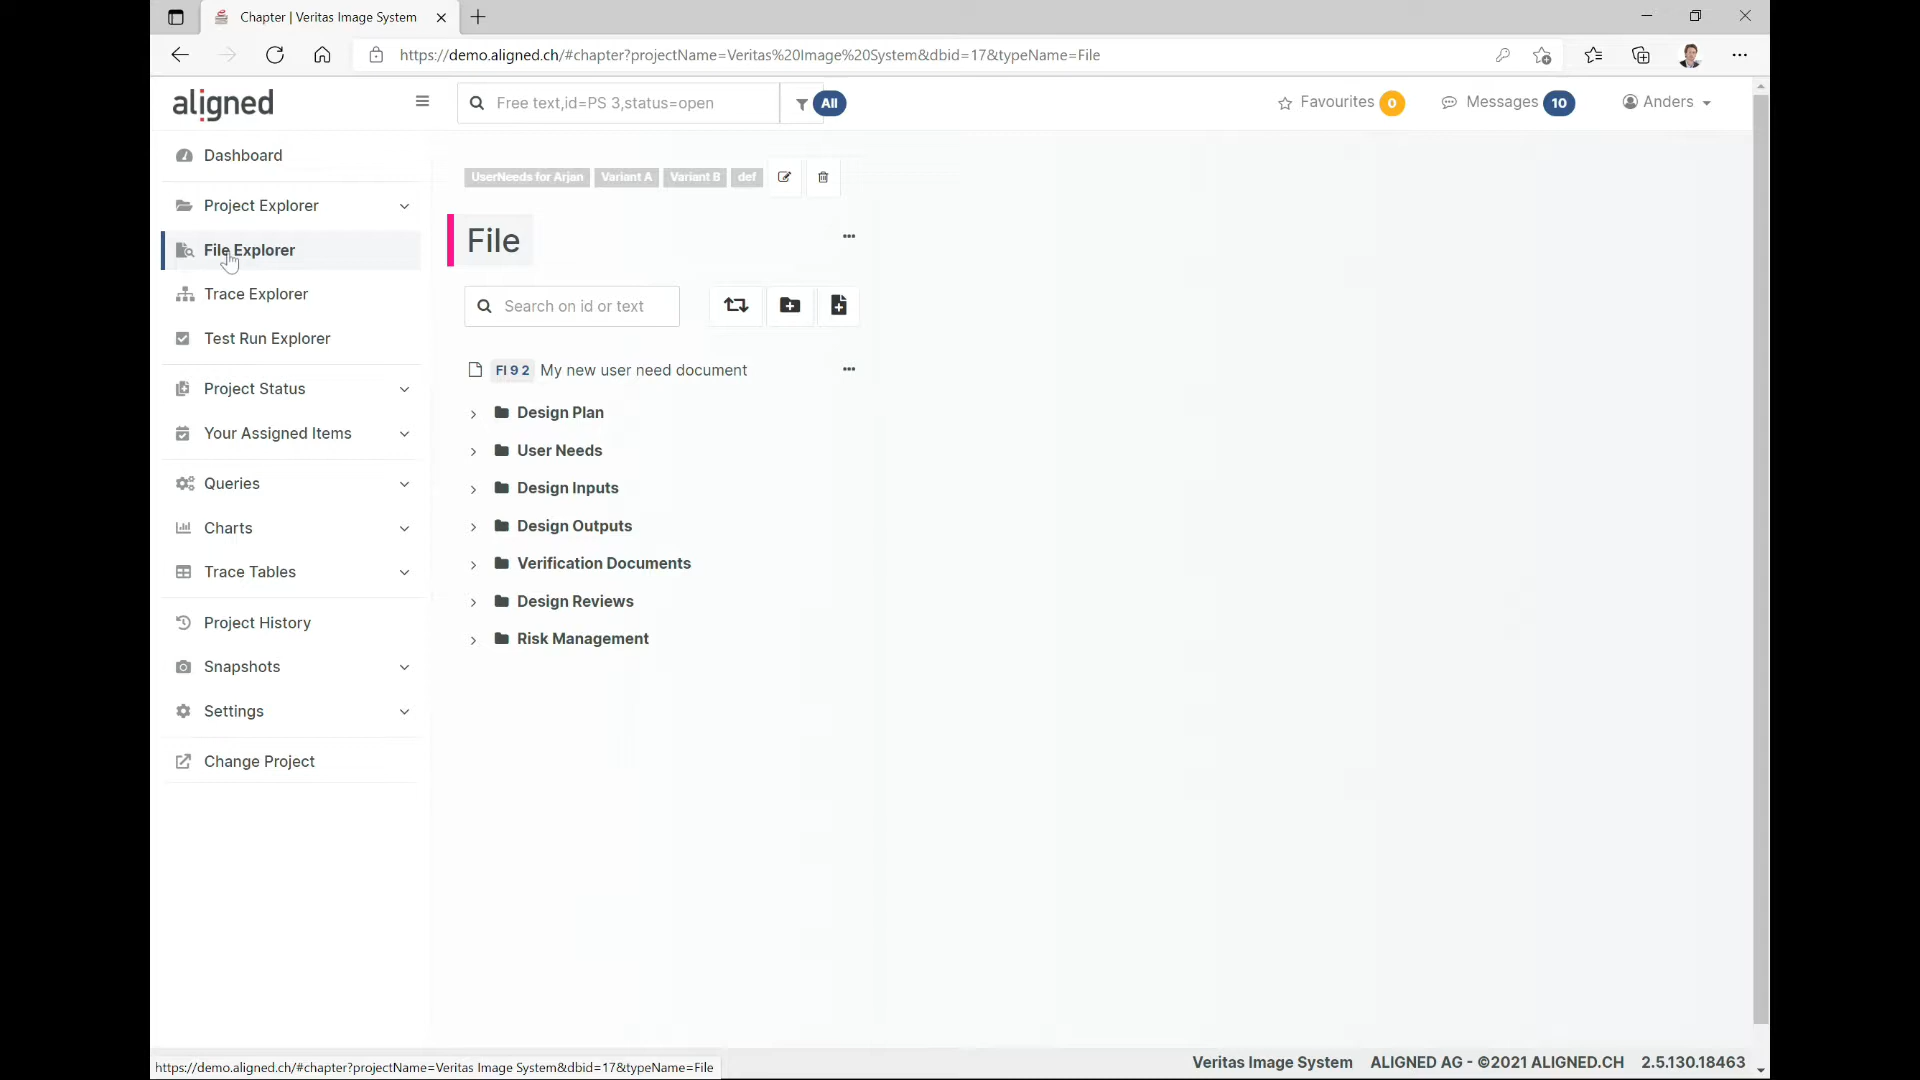 Chapter | Veritas Image System
https://demo.aligned.ch/#chapter?projectName=Veritas%20Image%20System&dbid=17&typeName=File
aligned
Free text,id=PS 3,status=open
All
Favourites 0
Messages 10
Anders
Dashboard
Project Explorer
File Explorer
Trace Explorer
Test Run Explorer
Project Status
Your Assigned Items
Queries
Charts
Trace Tables
Project History
Snapshots
Settings
Change Project
UserNeeds for Arjan Variant A Variant B def
File
Search on id or text
FI 9 2 My new user need document
Design Plan
User Needs
Design Inputs
Design Outputs
Verification Documents
Design Reviews
Risk Management
https://demo.aligned.ch/#chapter?projectName=Veritas Image System&dbid=17&typeName=File
Veritas Image System ALIGNED AG - ©2021 ALIGNED.CH 2.5.130.18463